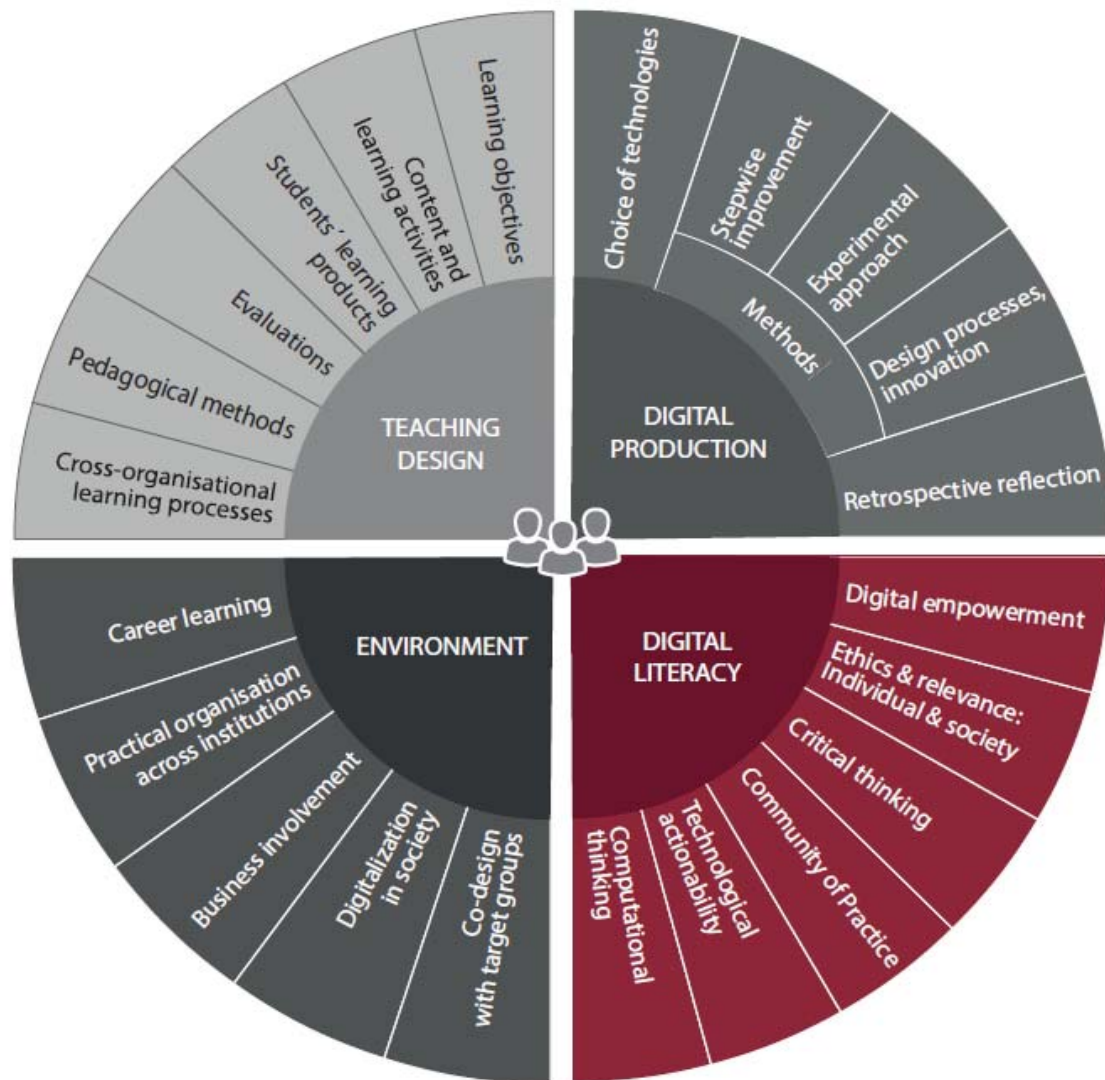 Learning objectives
Content and
learning activities
Students´ learning
products
Evaluations
Pedagogical methods
Cross-organisational
learning processes
TEACHING
DESIGN
Choice of technologies
Stepwise
improvement
Experimental
approach
Design processes,
innovation
Methods
Retrospective reflection
DIGITAL
PRODUCTION
Career learning
Practical organisation
across institutions
Business involvement
Digitalization
in society
Co-design
with target groups
ENVIRONMENT
DIGITAL
LITERACY
Digital empowerment
Ethics & relevance:
Individual & society
Critical thinking
Community of Practice
Technological
actionability
Computational
thinking